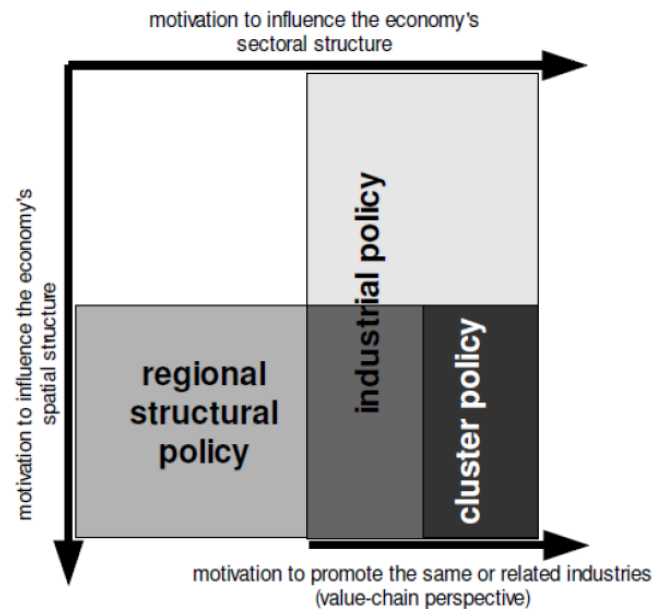 motivation to influence the economy's
sectoral structure
motivation to influence the economy's
spatial structure
industrial policy
regional
structural
policy
cluster policy
motivation to promote the same or related industries
(value-chain perspective)